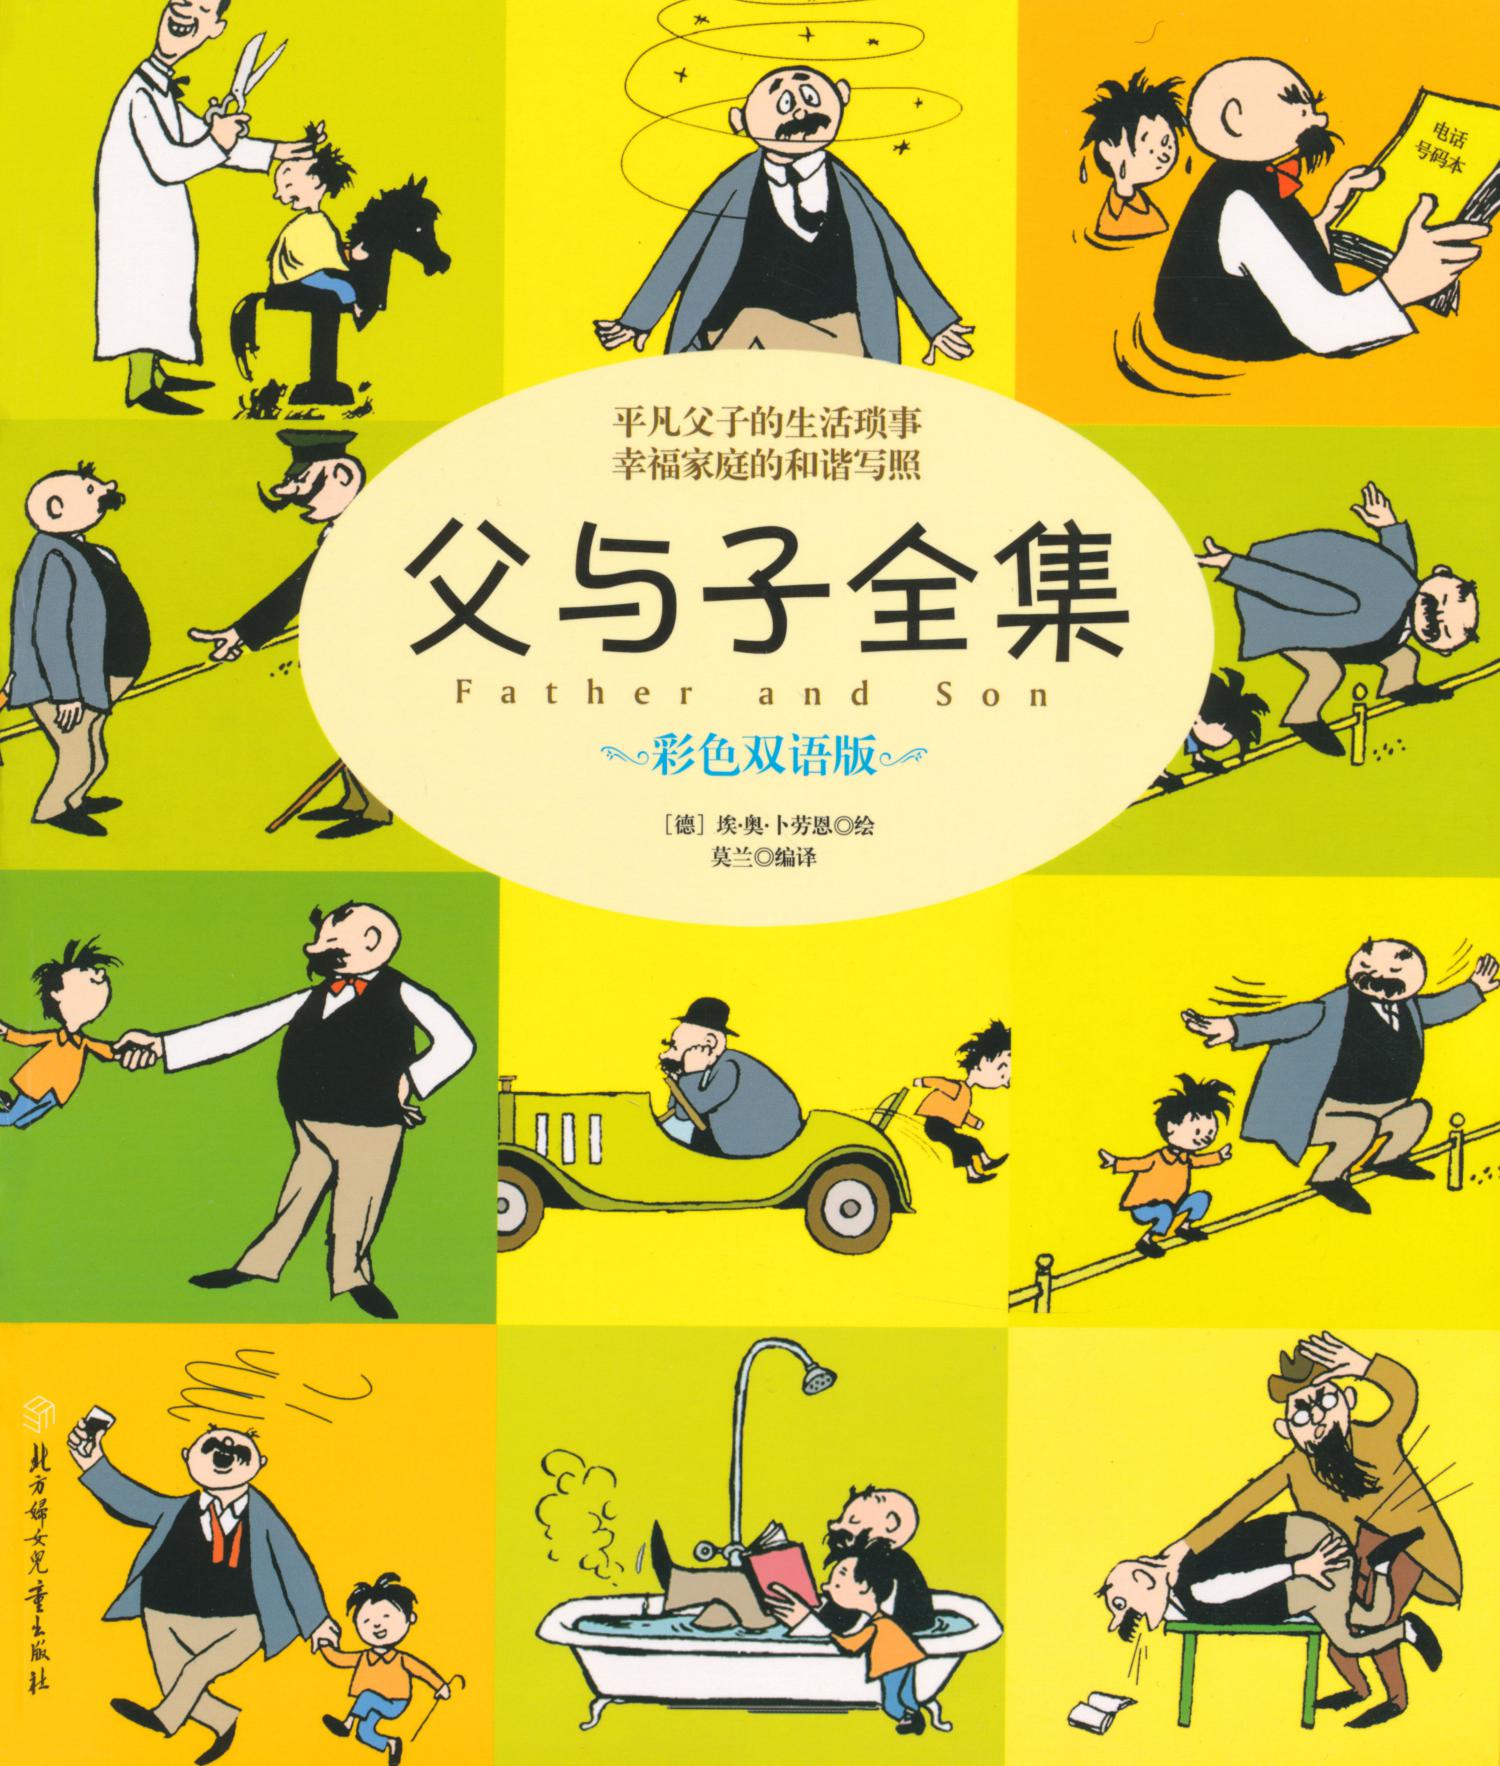 电话
号码本
平凡父子的生活琐事
幸福家庭的和谐写照
父与子全集
Father and Son
彩色双语版
［德］埃·奥·卜劳恩◎绘
莫兰◎编译
北方婦女兒童出版社